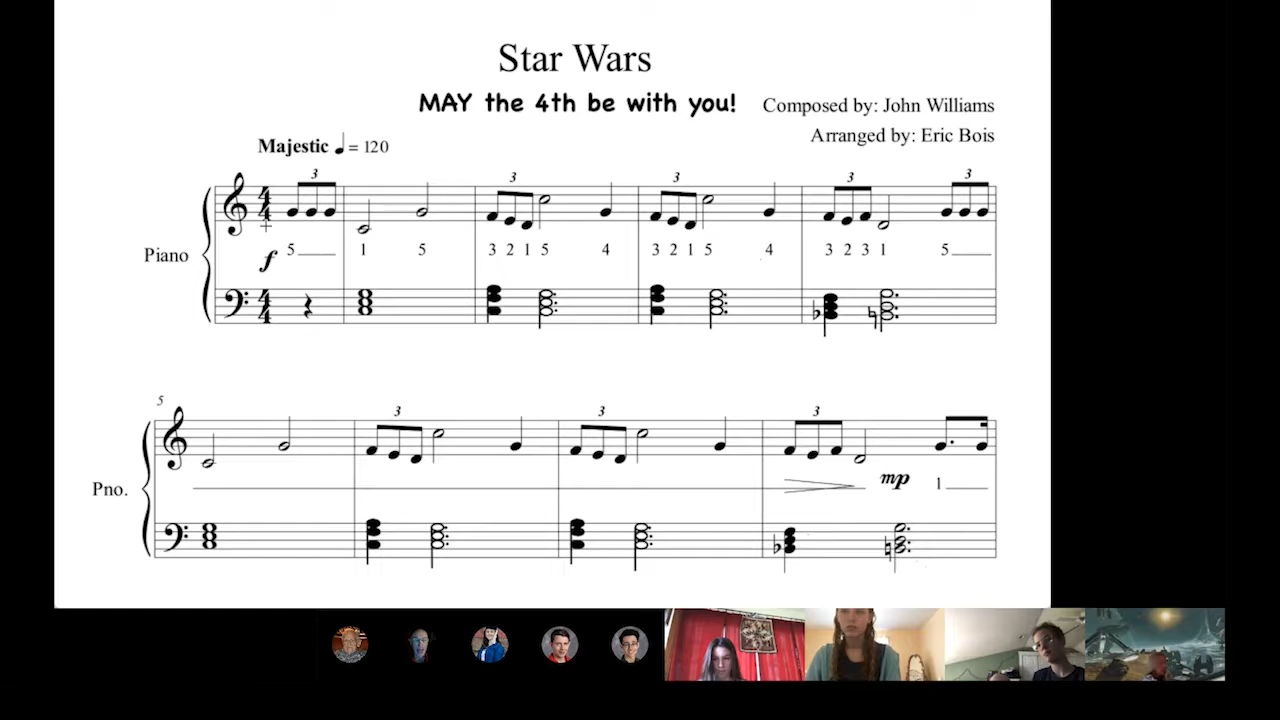 Star Wars
MAY the 4th be with you!
Composed by: John Williams
Arranged by: Eric Bois
Majestic ♩ = 120
3 3 3 3 3
Piano
f 5 1 5 3 2 1 5 4 3 2 1 5 4 3 2 3 1 5
5
3 3 3
Pno.
mp 1